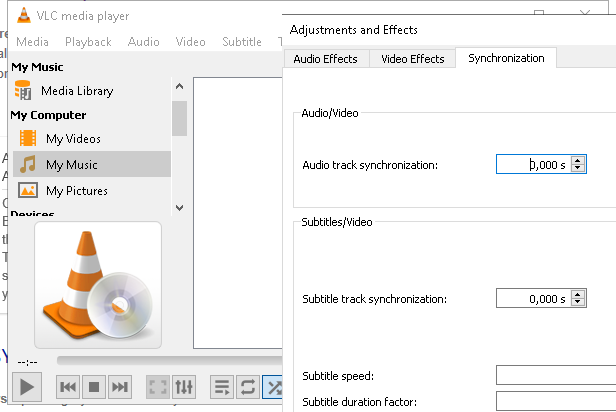 VLC media player
Media Playback Audio Video Subtitle
My Music
Media Library
My Computer
My Videos
My Music
My Pictures
Devices
--:--
Adjustments and Effects
Audio Effects Video Effects Synchronization
Audio/Video
Audio track synchronization: 0,000 s
Subtitles/Video
Subtitle track synchronization: 0,000 s
Subtitle speed:
Subtitle duration factor: